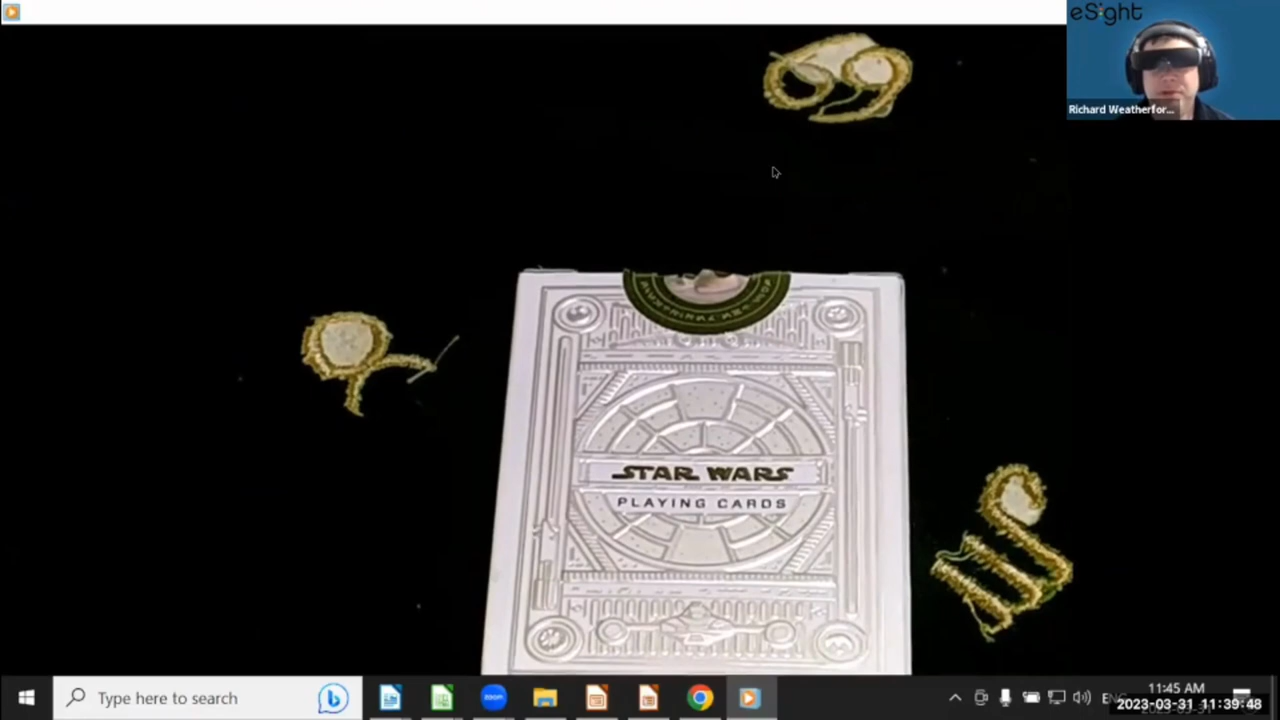 eSight
Richard Weatherfor...
STAR WARS
PLAYING CARDS
Type here to search
zoom
11:45 AM
2023-03-31 11:39:48